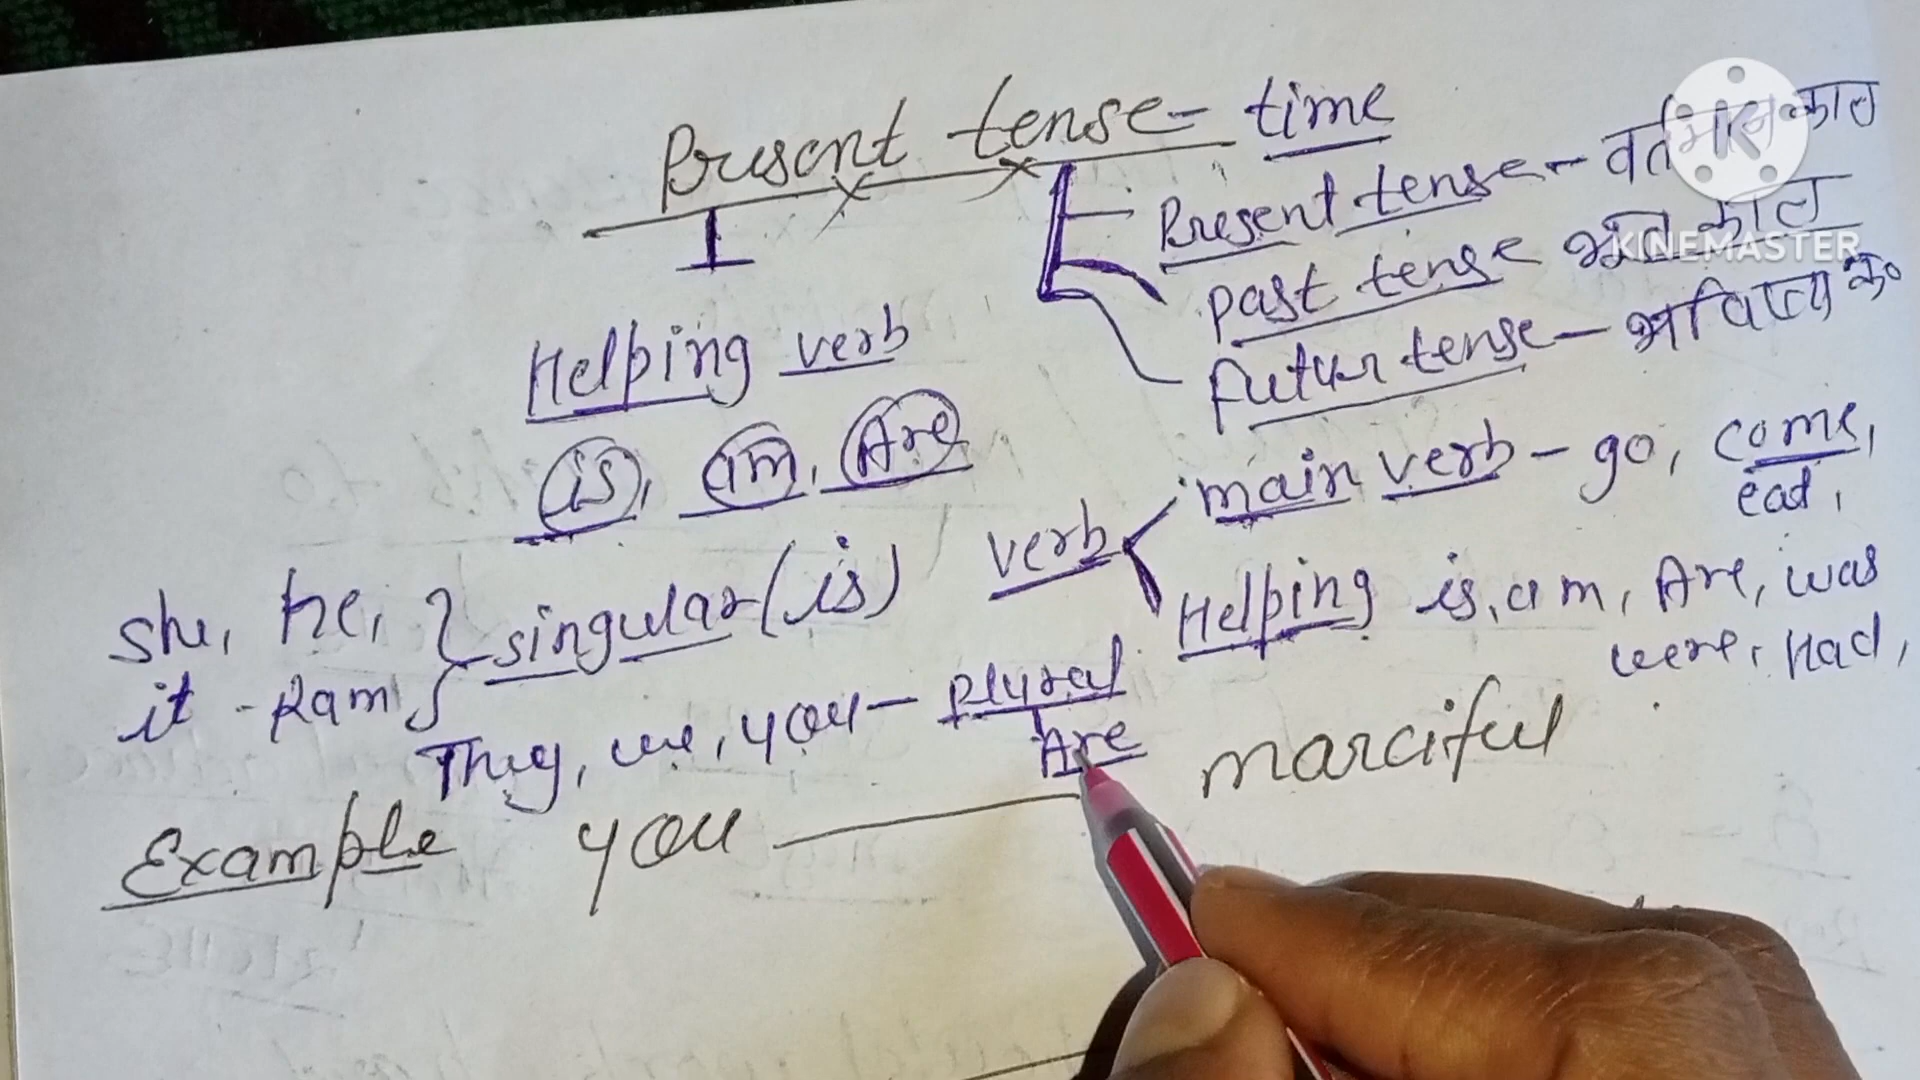 Present tense - time
Present tense - वर्तमान काल
past tense भूत काल
futur tense - भविष्य का०
Helping verb
is, am, Are
verb
main verb - go, come,
eat,
Helping is, am, Are, was
were, Had,
she, he, } singular (is)
it - Ram
They, we, you - plural
Are
Example you ——— marciful
KINEMASTER